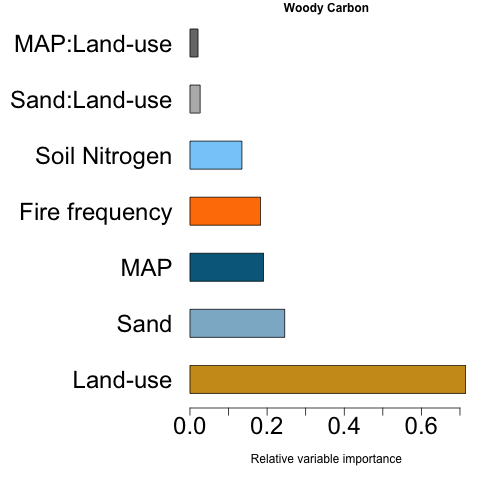 Woody Carbon
MAP:Land-use
Sand:Land-use
Soil Nitrogen
Fire frequency
MAP
Sand
Land-use
0.0 0.2 0.4 0.6
Relative variable importance